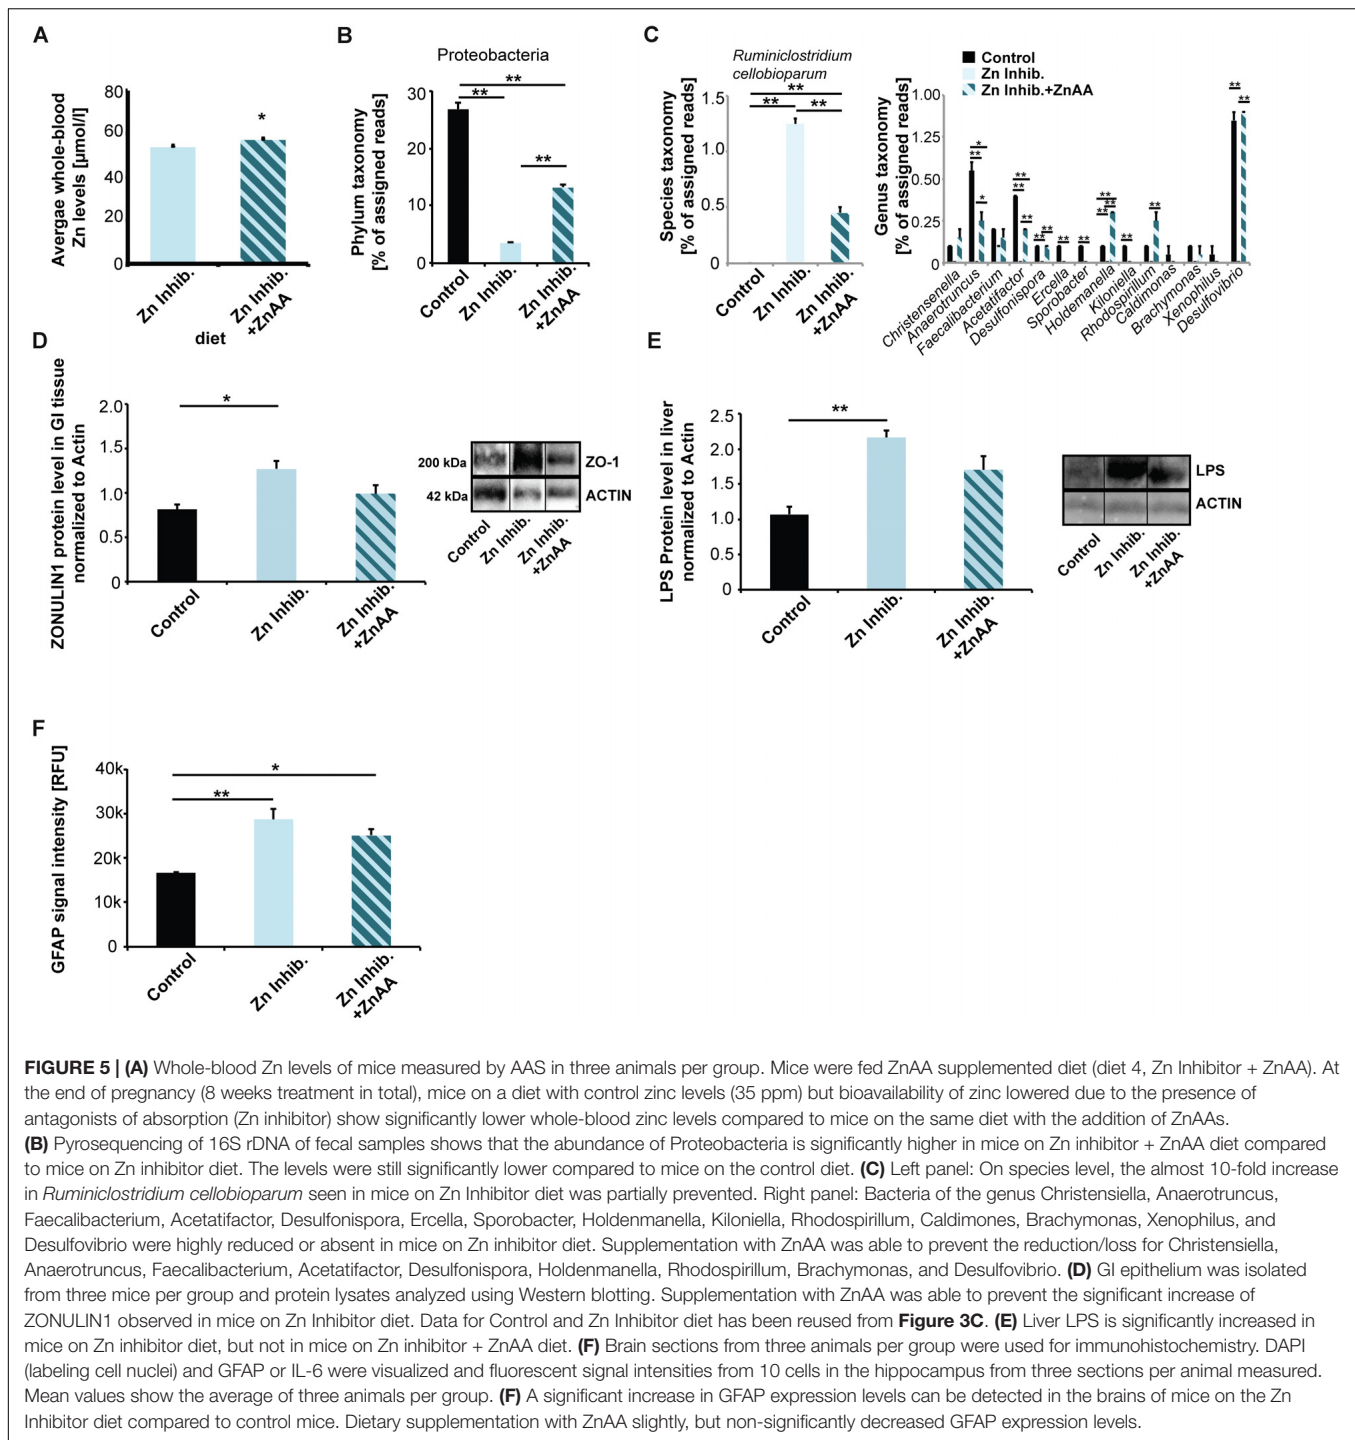 A
Avergae whole-blood
Zn levels [µmol/l]
80
60
40
20
0
*
Zn Inhib.
Zn Inhib.
+ZnAA
diet
B
Proteobacteria
Phylum taxonomy
[% of assigned reads]
30
20
10
0
**
**
**
Control
Zn Inhib.
Zn Inhib.
+ZnAA
C
Ruminiclostridium
cellobioparum
Species taxonomy
[% of assigned reads]
1.5
1.0
0.5
0
**
**
**
Control
Zn Inhib.
Zn Inhib.
+ZnAA
Control
Zn Inhib.
Zn Inhib.+ZnAA
Genus taxonomy
[% of assigned reads]
1.00
1.25
0.50
0.25
0
*
**
*
**
**
**
**
**
**
**
**
**
**
**
**
**
**
Christensenella
Anaerotruncus
Faecalibacterium
Acetatifactor
Desulfonispora
Ercella
Sporobacter
Holdemanella
Kiloniella
Rhodospirillum
Caldimonas
Brachymonas
Xenophilus
Desulfovibrio
D
ZONULIN1 protein level in GI tissue
normalized to Actin
2.0
1.5
1.0
0.5
0
*
Control
Zn Inhib.
Zn Inhib.
+ZnAA
200 kDa
ZO-1
42 kDa
ACTIN
Control
Zn Inhib.
Zn Inhib.
+ZnAA
E
LPS Protein level in liver
normalized to Actin
2.5
2.0
1.5
1.0
0.5
0
**
Control
Zn Inhib.
Zn Inhib.
+ZnAA
LPS
ACTIN
Control
Zn Inhib.
Zn Inhib.
+ZnAA
F
GFAP signal intensity [RFU]
40k
30k
20k
10k
0
*
**
Control
Zn Inhib.
Zn Inhib.
+ZnAA
FIGURE 5 | (A) Whole-blood Zn levels of mice measured by AAS in three animals per group. Mice were fed ZnAA supplemented diet (diet 4, Zn Inhibitor + ZnAA). At
the end of pregnancy (8 weeks treatment in total), mice on a diet with control zinc levels (35 ppm) but bioavailability of zinc lowered due to the presence of
antagonists of absorption (Zn inhibitor) show significantly lower whole-blood zinc levels compared to mice on the same diet with the addition of ZnAAs.
(B) Pyrosequencing of 16S rDNA of fecal samples shows that the abundance of Proteobacteria is significantly higher in mice on Zn inhibitor + ZnAA diet compared
to mice on Zn inhibitor diet. The levels were still significantly lower compared to mice on the control diet. (C) Left panel: On species level, the almost 10-fold increase
in Ruminiclostridium cellobioparum seen in mice on Zn Inhibitor diet was partially prevented. Right panel: Bacteria of the genus Christensiella, Anaerotruncus,
Faecalibacterium, Acetatifactor, Desulfonispora, Ercella, Sporobacter, Holdenmanella, Kiloniella, Rhodospirillum, Caldimones, Brachymonas, Xenophilus, and
Desulfovibrio were highly reduced or absent in mice on Zn inhibitor diet. Supplementation with ZnAA was able to prevent the reduction/loss for Christensiella,
Anaerotruncus, Faecalibacterium, Acetatifactor, Desulfonispora, Holdenmanella, Rhodospirillum, Brachymonas, and Desulfovibrio. (D) GI epithelium was isolated
from three mice per group and protein lysates analyzed using Western blotting. Supplementation with ZnAA was able to prevent the significant increase of
ZONULIN1 observed in mice on Zn Inhibitor diet. Data for Control and Zn Inhibitor diet has been reused from Figure 3C. (E) Liver LPS is significantly increased in
mice on Zn inhibitor diet, but not in mice on Zn inhibitor + ZnAA diet. (F) Brain sections from three animals per group were used for immunohistochemistry. DAPI
(labeling cell nuclei) and GFAP or IL-6 were visualized and fluorescent signal intensities from 10 cells in the hippocampus from three sections per animal measured.
Mean values show the average of three animals per group. (F) A significant increase in GFAP expression levels can be detected in the brains of mice on the Zn
Inhibitor diet compared to control mice. Dietary supplementation with ZnAA slightly, but non-significantly decreased GFAP expression levels.